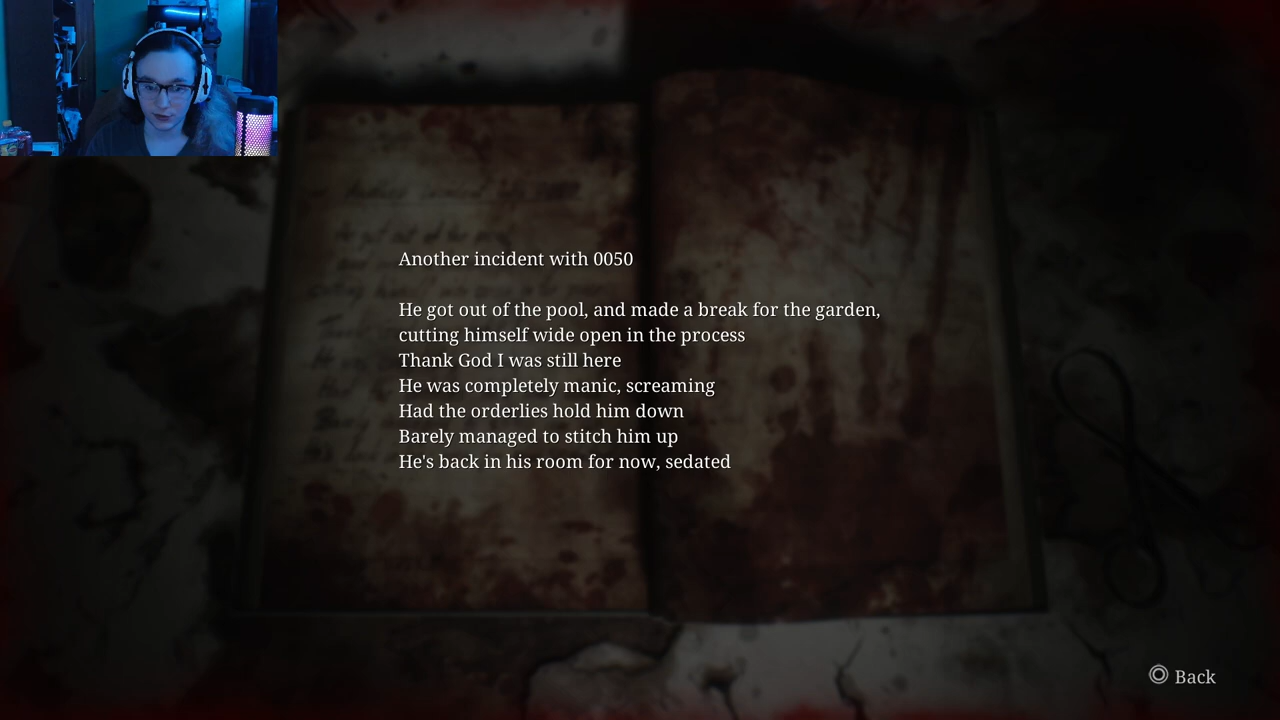 Another incident with 0050
He got out of the pool, and made a break for the garden,
cutting himself wide open in the process
Thank God I was still here
He was completely manic, screaming
Had the orderlies hold him down
Barely managed to stitch him up
He's back in his room for now, sedated
Back